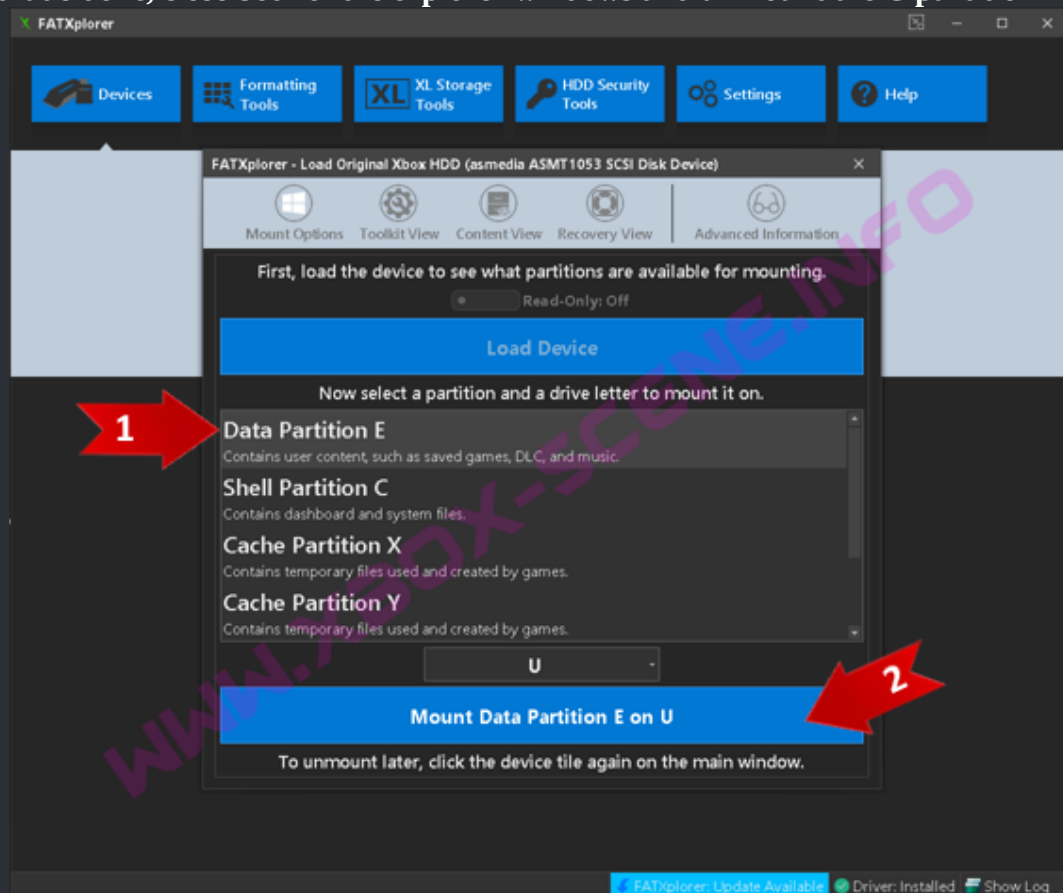 FATXplorer
Devices
Formatting
Tools
XL
XL Storage
Tools
HDD Security
Tools
Settings
Help
FATXplorer - Load Original Xbox HDD (asmedia ASMT1053 SCSI Disk Device)
Mount Options
Toolkit View
Content View
Recovery View
Advanced Information
First, load the device to see what partitions are available for mounting.
Read-Only: Off
Load Device
Now select a partition and a drive letter to mount it on.
1
Data Partition E
Contains user content, such as saved games, DLC, and music.
Shell Partition C
Contains dashboard and system files.
Cache Partition X
Contains temporary files used and created by games.
Cache Partition Y
Contains temporary files used and created by games.
U
2
Mount Data Partition E on U
To unmount later, click the device tile again on the main window.
WWW.XBOX-SCENE.INFO
FATXplorer: Update Available
Driver: Installed
Show Log